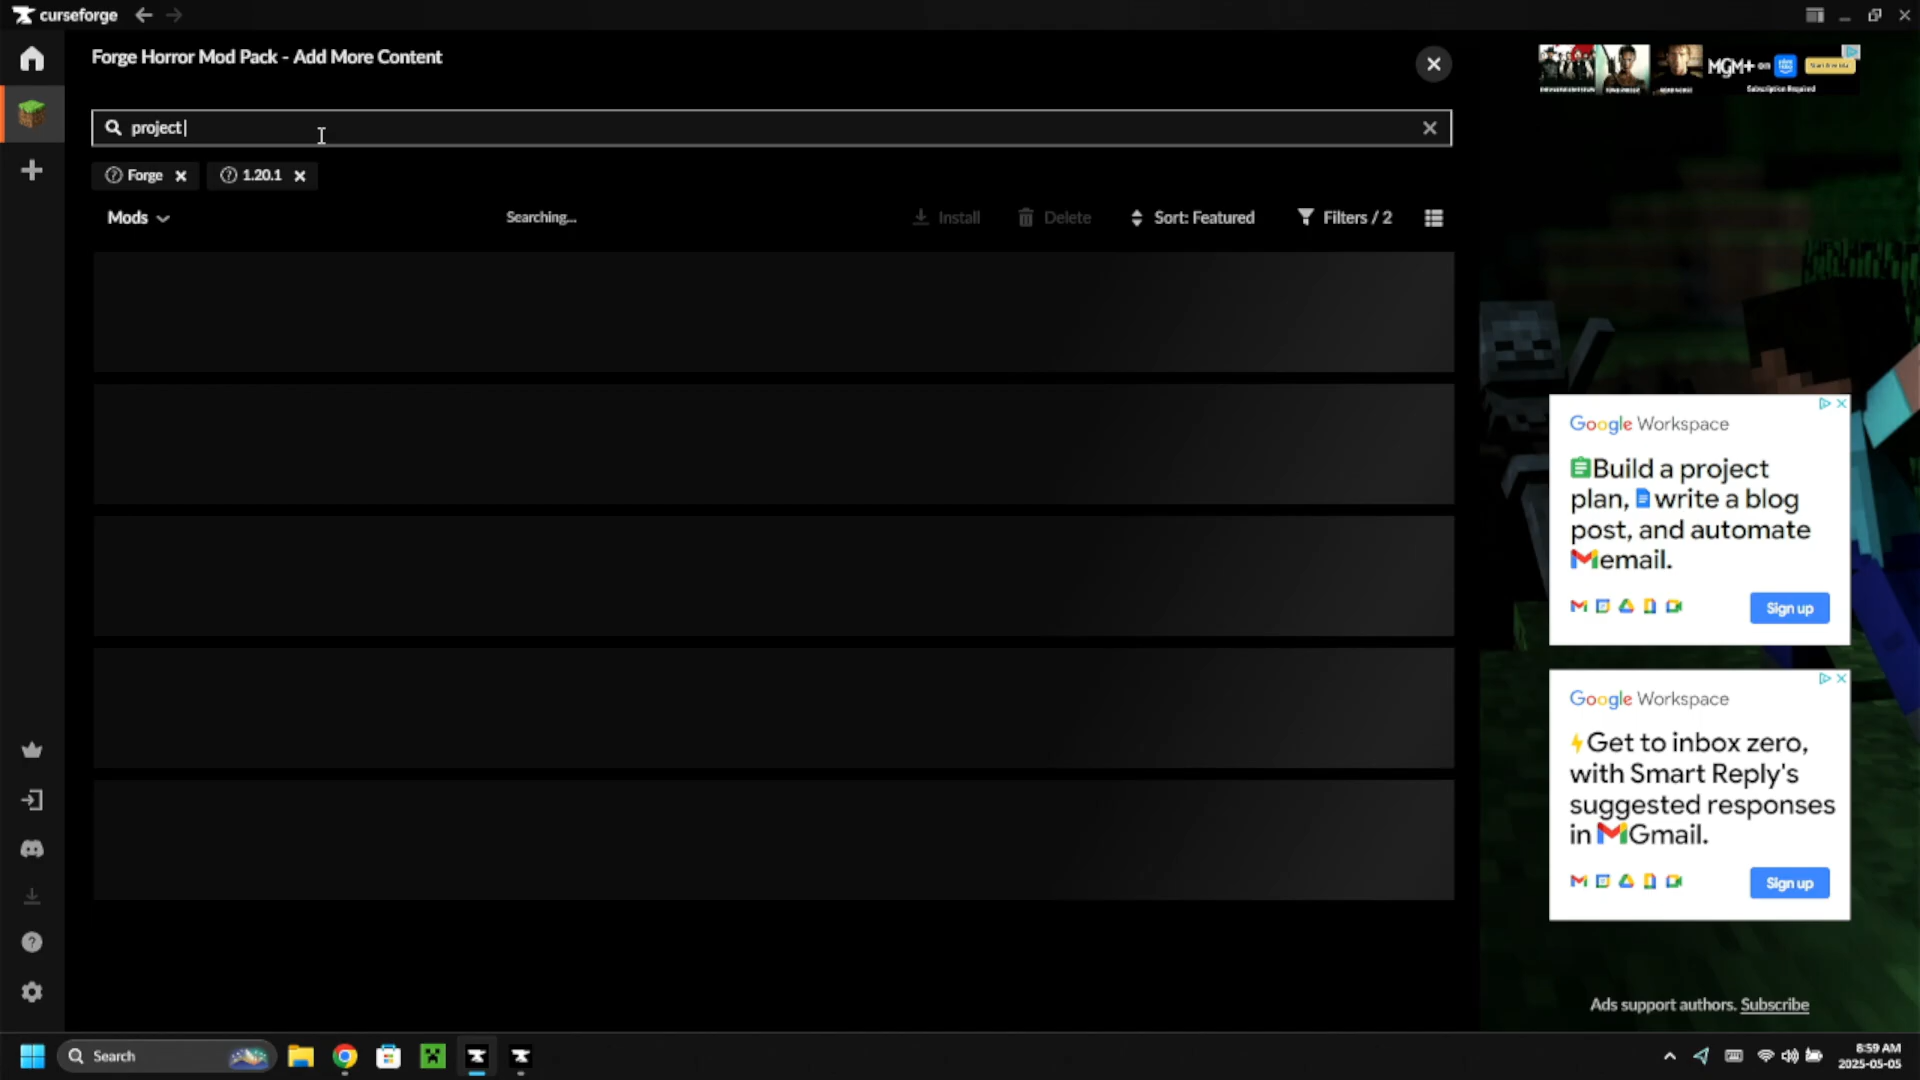 curseforge
Forge Horror Mod Pack - Add More Content
project
Forge
1.20.1
Mods
Searching...
Install
Delete
Sort: Featured
Filters / 2
MGM+ on
Subscription Required
Google Workspace
Build a project
plan, write a blog
post, and automate
email.
Sign up
Google Workspace
Get to inbox zero,
with Smart Reply's
suggested responses
in Gmail.
Sign up
Ads support authors. Subscribe
Search
8:59 AM
2025-05-05